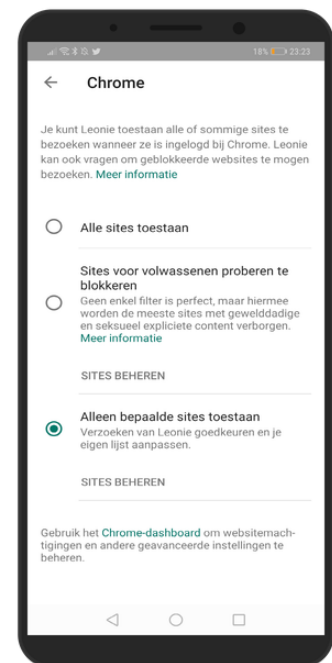 18% 23:23
Chrome
Je kunt Leonie toestaan alle of sommige sites te
bezoeken wanneer ze is ingelogd bij Chrome. Leonie
kan ook vragen om geblokkeerde websites te mogen
bezoeken. Meer informatie
Alle sites toestaan
Sites voor volwassenen proberen te
blokkeren
Geen enkel filter is perfect, maar hiermee
worden de meeste sites met gewelddadige
en seksueel expliciete content verborgen.
Meer informatie
SITES BEHEREN
Alleen bepaalde sites toestaan
Verzoeken van Leonie goedkeuren en je
eigen lijst aanpassen.
SITES BEHEREN
Gebruik het Chrome-dashboard om websitemach-
tigingen en andere geavanceerde instellingen te
beheren.